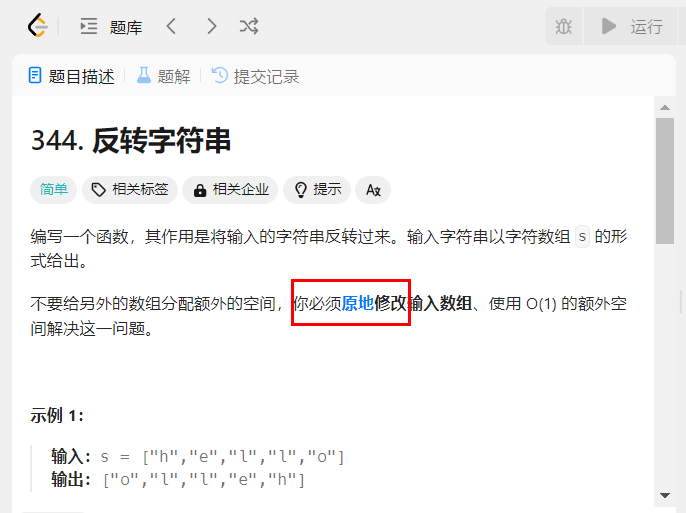 题库
运行
题目描述 题解 提交记录
344. 反转字符串
简单 相关标签 相关企业 提示 Aあ
编写一个函数，其作用是将输入的字符串反转过来。输入字符串以字符数组 s 的形
式给出。
不要给另外的数组分配额外的空间，你必须原地修改输入数组、使用 O(1) 的额外空
间解决这一问题。
示例 1：
输入：s = ["h","e","l","l","o"]
输出：["o","l","l","e","h"]